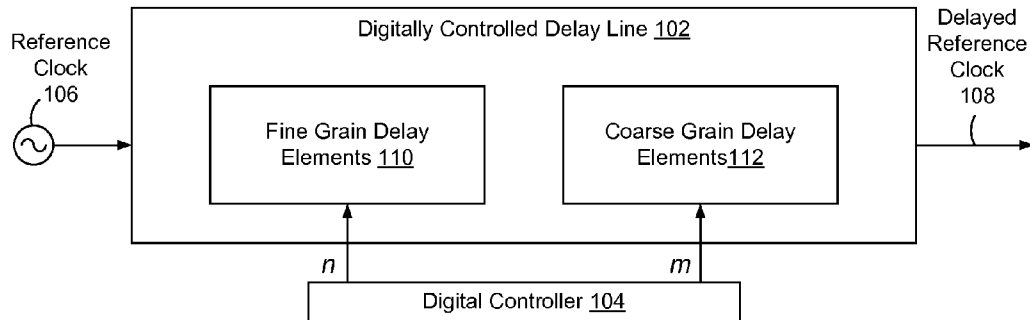 Digitally Controlled Delay Line 102
Reference
Clock
106
Delayed
Reference
Clock
108
Fine Grain Delay
Elements 110
Coarse Grain Delay
Elements112
n
m
Digital Controller 104